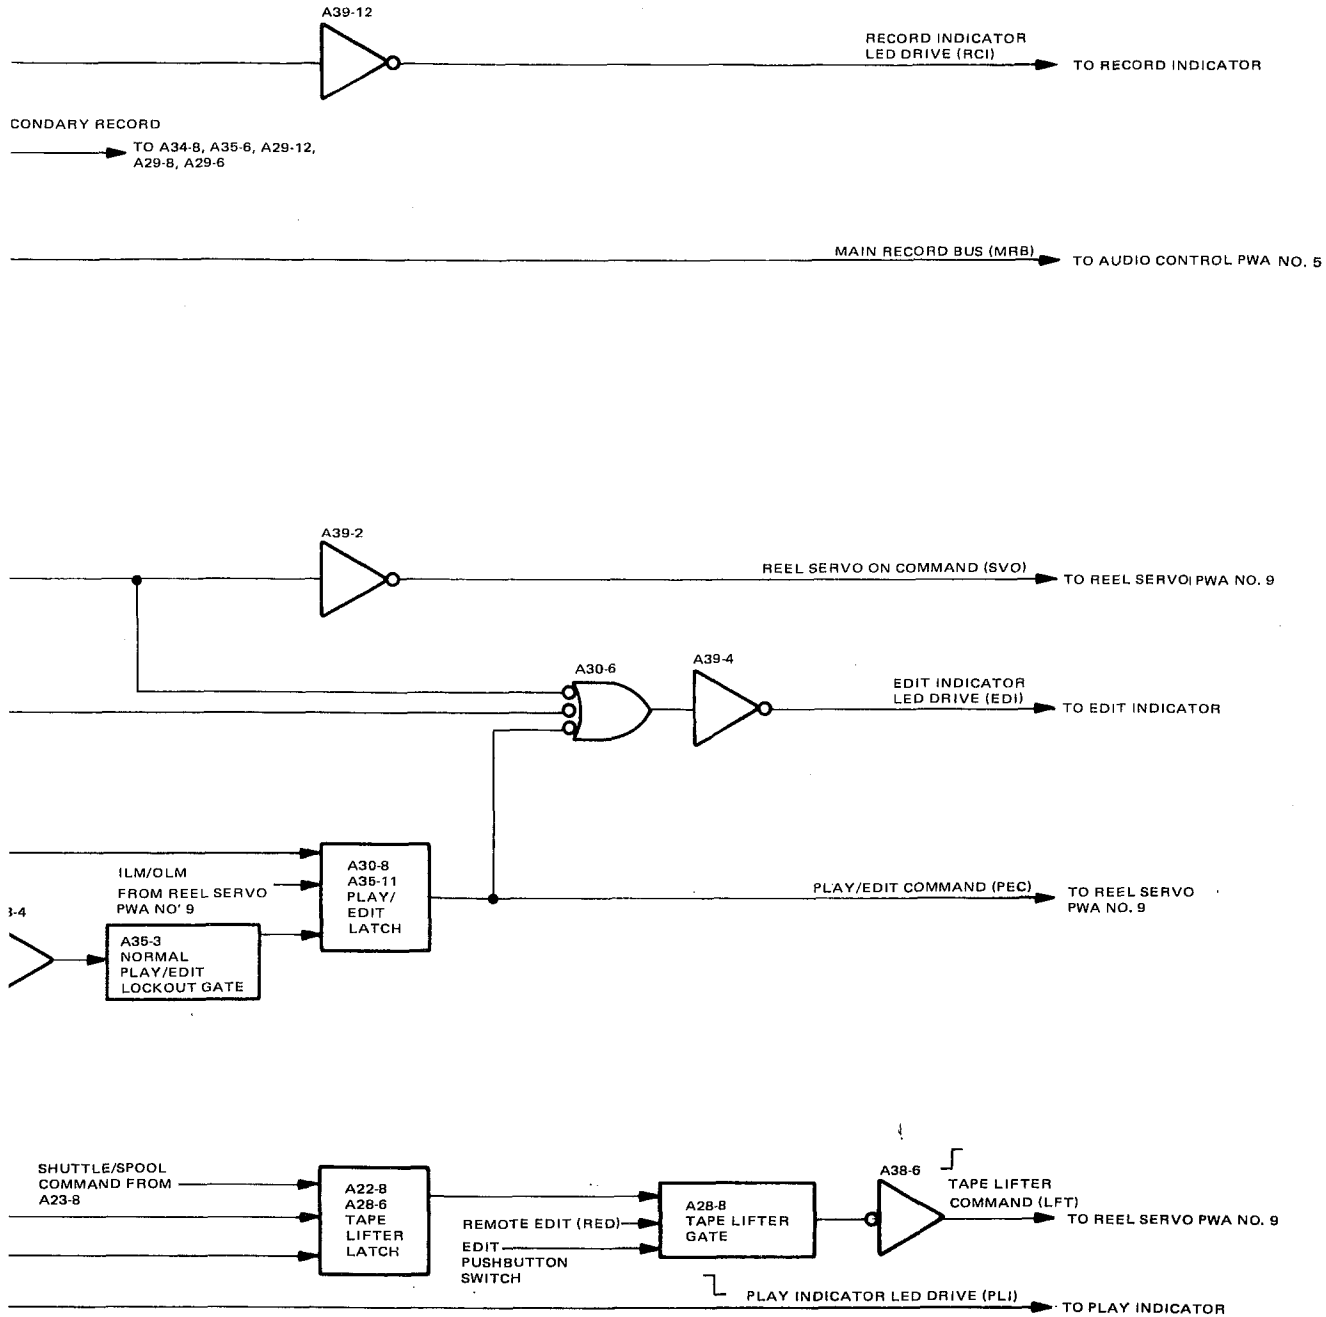 A39-12
RECORD INDICATOR
LED DRIVE (RCI)
TO RECORD INDICATOR
CONDARY RECORD
TO A34-8, A35-6, A29-12,
A29-8, A29-6
MAIN RECORD BUS (MRB)
TO AUDIO CONTROL PWA NO. 5
A39-2
REEL SERVO ON COMMAND (SVO)
TO REEL SERVO PWA NO. 9
A30-6
A39-4
EDIT INDICATOR
LED DRIVE (EDI)
TO EDIT INDICATOR
ILM/OLM
FROM REEL SERVO
PWA NO' 9
A30-8
A35-11
PLAY/
EDIT
LATCH
PLAY/EDIT COMMAND (PEC)
TO REEL SERVO
PWA NO. 9
-4
A35-3
NORMAL
PLAY/EDIT
LOCKOUT GATE
SHUTTLE/SPOOL
COMMAND FROM
A23-8
A22-8
A28-6
TAPE
LIFTER
LATCH
REMOTE EDIT (RED)
EDIT
PUSHBUTTON
SWITCH
A28-8
TAPE LIFTER
GATE
A38-6
TAPE LIFTER
COMMAND (LFT)
TO REEL SERVO PWA NO. 9
PLAY INDICATOR LED DRIVE (PLI)
TO PLAY INDICATOR